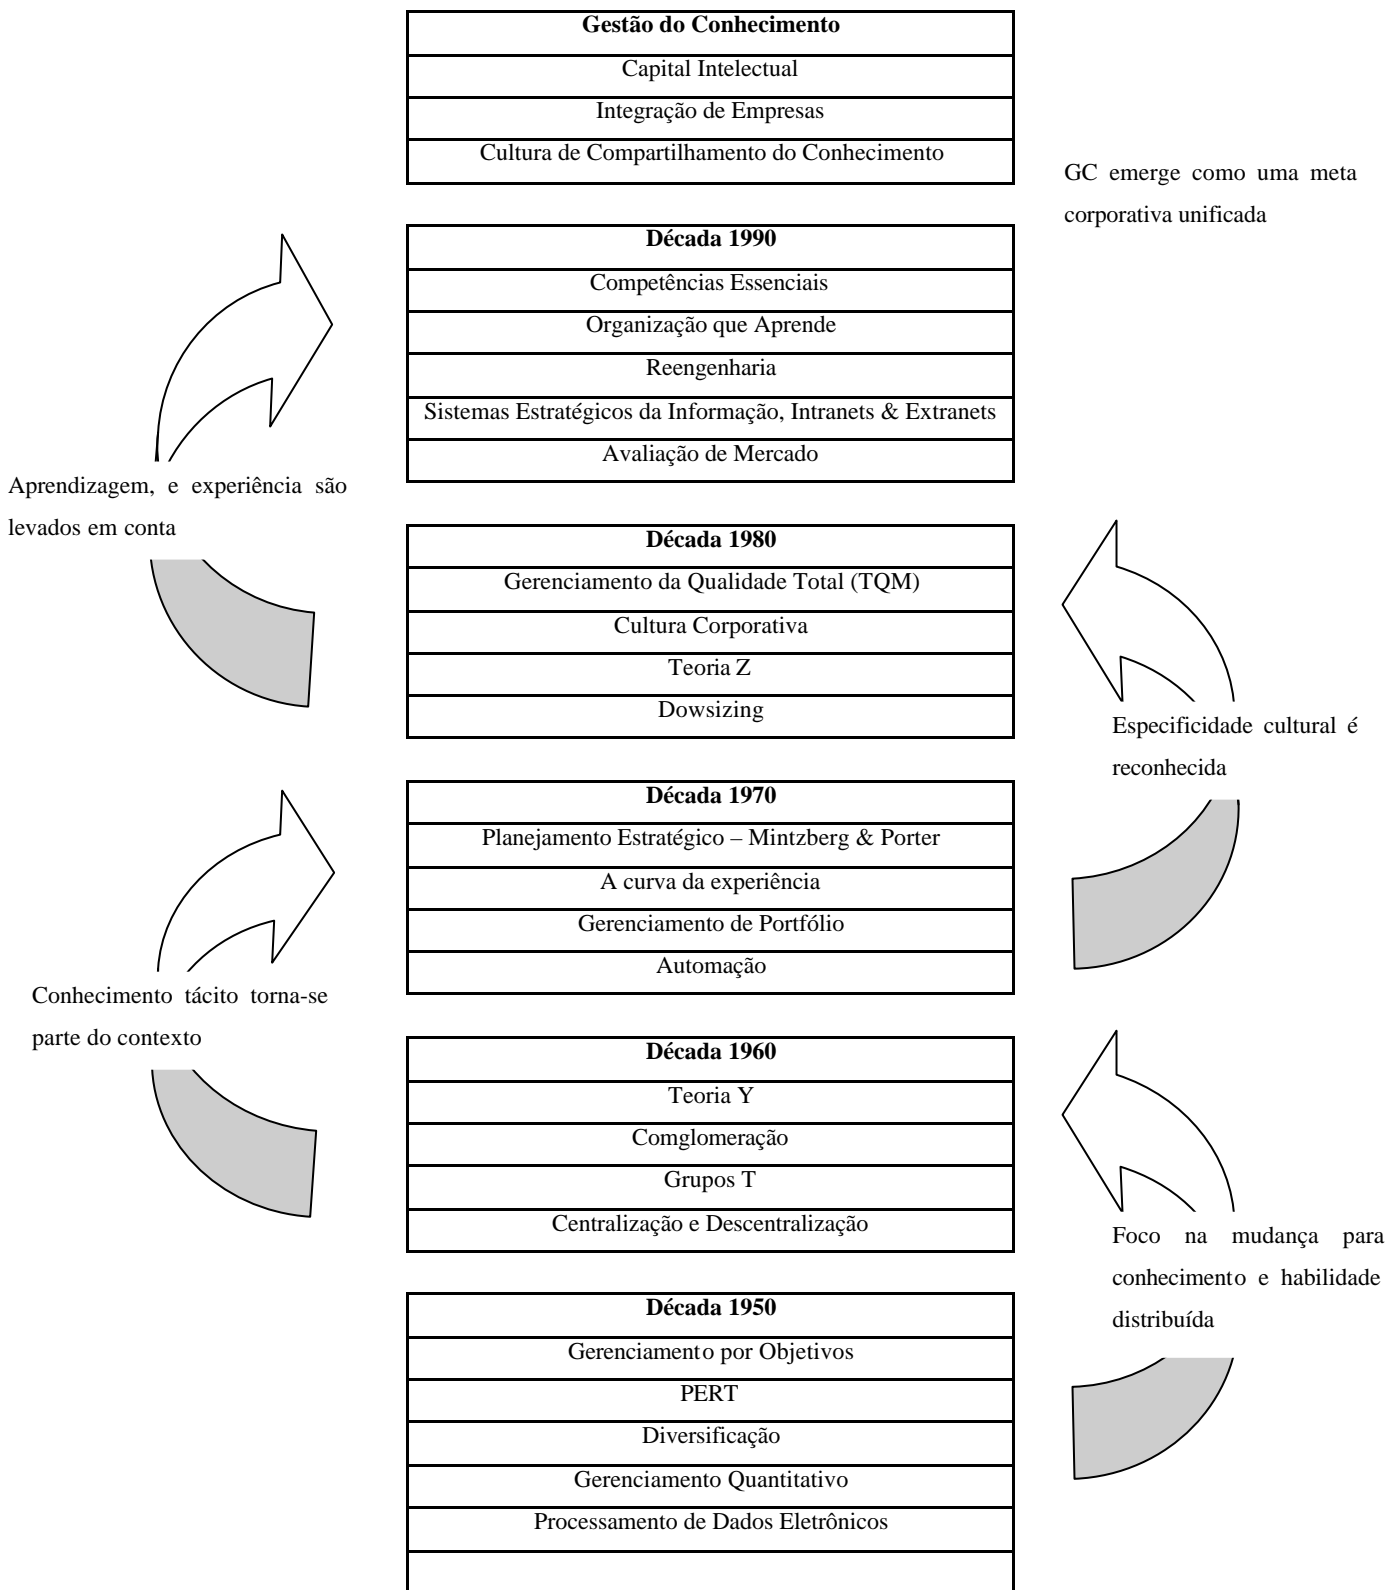 Gestão do Conhecimento
Capital Intelectual
Integração de Empresas
Cultura de Compartilhamento do Conhecimento
GC emerge como uma meta
corporativa unificada
Década 1990
Competências Essenciais
Organização que Aprende
Reengenharia
Sistemas Estratégicos da Informação, Intranets & Extranets
Avaliação de Mercado
Aprendizagem, e experiência são
levados em conta
Década 1980
Gerenciamento da Qualidade Total (TQM)
Cultura Corporativa
Teoria Z
Dowsizing
Especificidade cultural é
reconhecida
Década 1970
Planejamento Estratégico – Mintzberg & Porter
A curva da experiência
Gerenciamento de Portfólio
Automação
Conhecimento tácito torna-se
parte do contexto
Década 1960
Teoria Y
Comglomeração
Grupos T
Centralização e Descentralização
Foco na mudança para
conhecimento e habilidade
distribuída
Década 1950
Gerenciamento por Objetivos
PERT
Diversificação
Gerenciamento Quantitativo
Processamento de Dados Eletrônicos